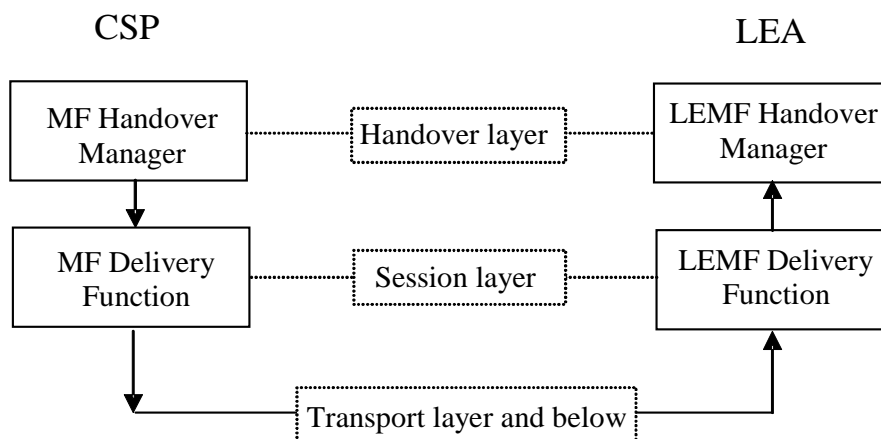 CSP
LEA
MF Handover
Manager
Handover layer
LEMF Handover
Manager
MF Delivery
Function
Session layer
LEMF Delivery
Function
Transport layer and below